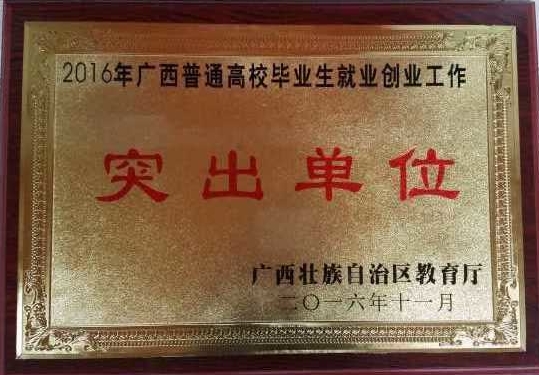 2016年广西普通高校毕业生就业创业工作
突出单位
广西壮族自治区教育厅
二〇一六年十一月